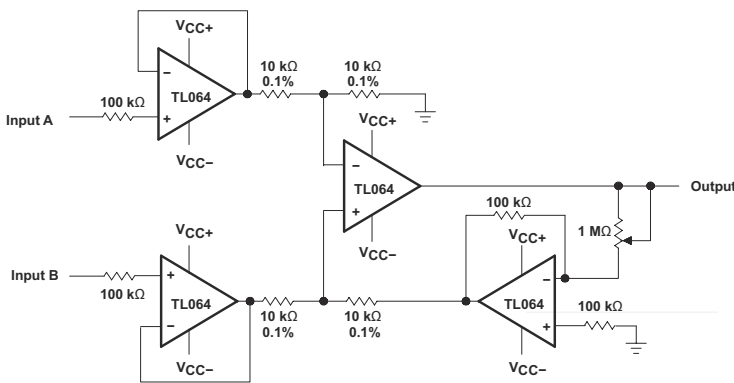 VCC+
10 kΩ
0.1%
10 kΩ
0.1%
100 kΩ
−
TL064
+
Input A
VCC−
VCC+
−
TL064
+
VCC−
Output
100 kΩ
1 MΩ
VCC+
VCC+
Input B
+
100 kΩ
TL064
−
10 kΩ
0.1%
10 kΩ
0.1%
−
TL064
+
100 kΩ
VCC−
VCC−